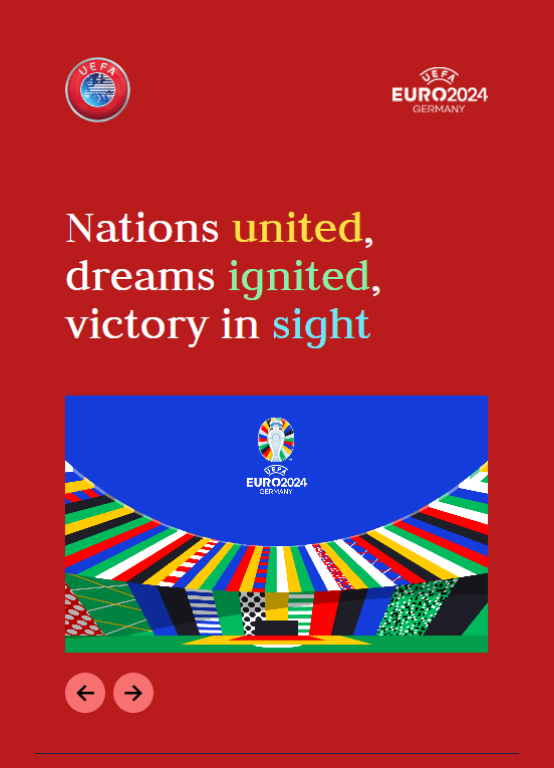 UEFA
UEFA
EURO2024
GERMANY
Nations united,
dreams ignited,
victory in sight
UEFA
EURO2024
GERMANY